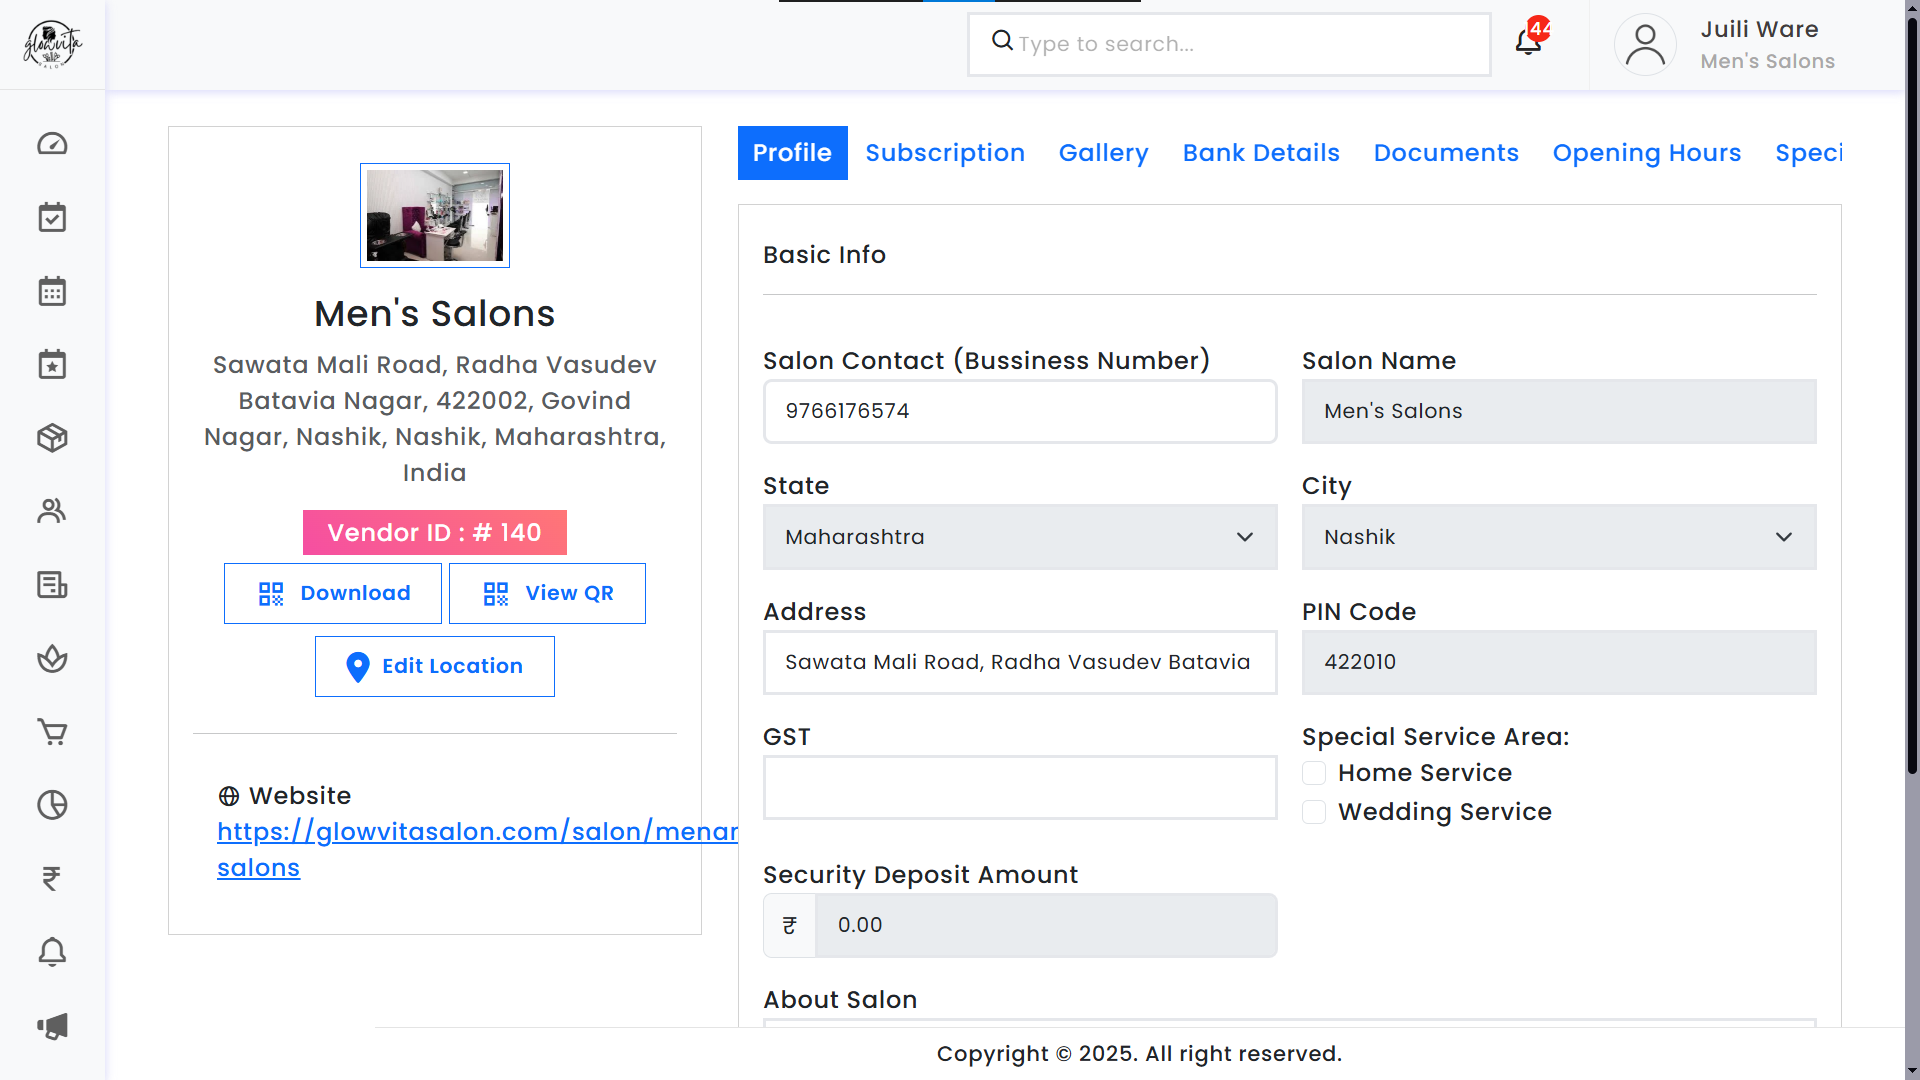 glowvita
SALON
Type to search...
44
Juili Ware
Men's Salons
Profile
Subscription
Gallery
Bank Details
Documents
Opening Hours
Speci
Men's Salons
Sawata Mali Road, Radha Vasudev
Batavia Nagar, 422002, Govind
Nagar, Nashik, Nashik, Maharashtra,
India
Vendor ID : # 140
Download
View QR
Edit Location
Website
https://glowvitasalon.com/salon/menar
salons
Basic Info
Salon Contact (Bussiness Number)
9766176574
Salon Name
Men's Salons
State
Maharashtra
City
Nashik
Address
Sawata Mali Road, Radha Vasudev Batavia
PIN Code
422010
GST
Special Service Area:
Home Service
Wedding Service
Security Deposit Amount
₹ 0.00
About Salon
Copyright © 2025. All right reserved.